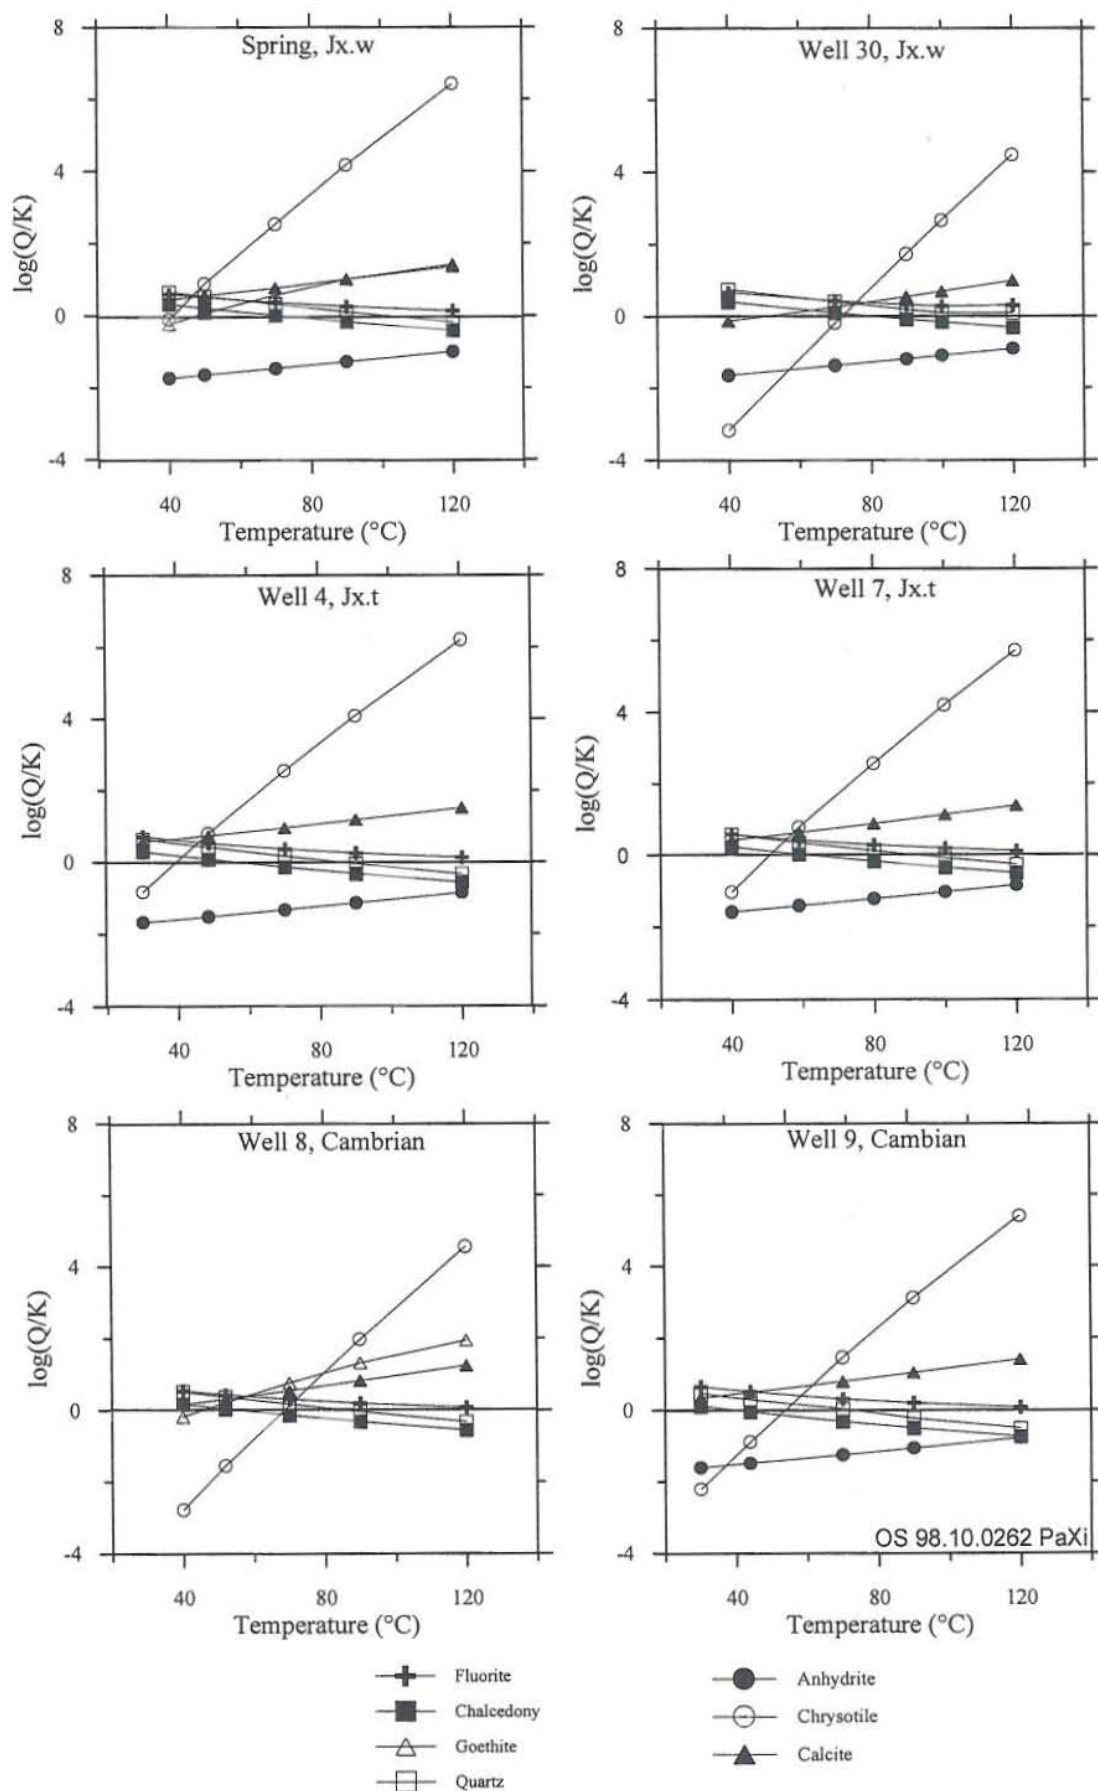 Spring, Jx.w
8
4
0
-4
log(Q/K)
40 80 120
Temperature (°C)
Well 30, Jx.w
8
4
0
-4
log(Q/K)
40 80 120
Temperature (°C)
Well 4, Jx.t
8
4
0
-4
log(Q/K)
40 80 120
Temperature (°C)
Well 7, Jx.t
8
4
0
-4
log(Q/K)
40 80 120
Temperature (°C)
Well 8, Cambrian
8
4
0
-4
log(Q/K)
40 80 120
Temperature (°C)
Well 9, Cambian
8
4
0
-4
log(Q/K)
OS 98.10.0262 PaXi
40 80 120
Temperature (°C)
Fluorite
Chalcedony
Goethite
Quartz
Anhydrite
Chrysotile
Calcite